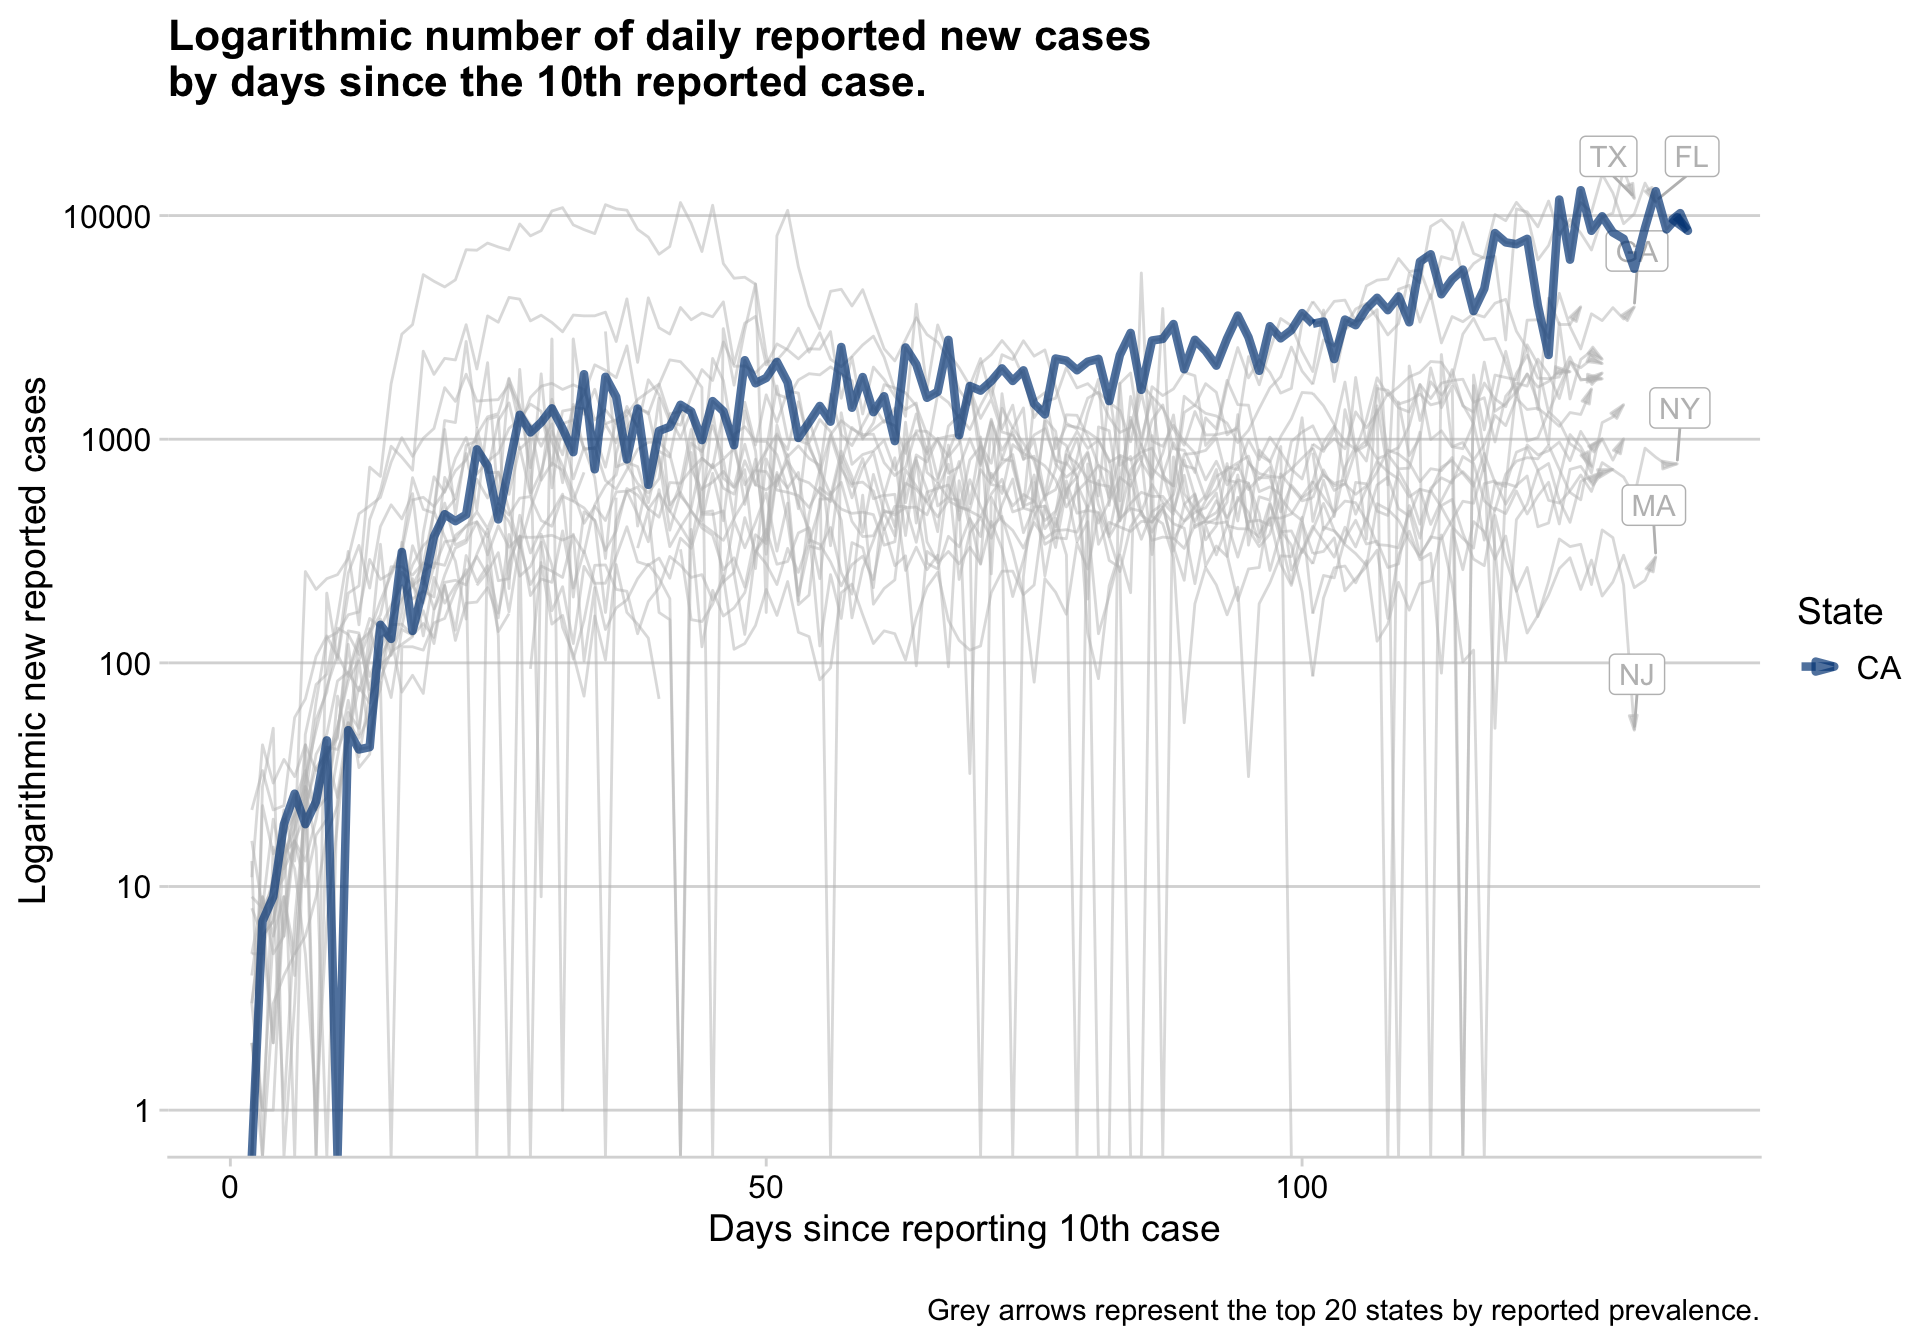 Logarithmic number of daily reported new cases
by days since the 10th reported case.
TX
FL
10000
NY
1000
MA
State
CA
100
NJ
10
1
Logarithmic new reported cases
0
50
100
Days since reporting 10th case
Grey arrows represent the top 20 states by reported prevalence.